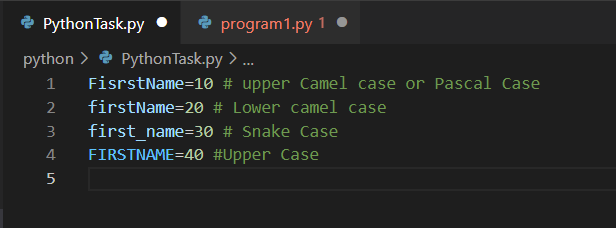 PythonTask.py program1.py 1
python > PythonTask.py > ...
1 FisrstName=10 # upper Camel case or Pascal Case
2 firstName=20 # Lower camel case
3 first_name=30 # Snake Case
4 FIRSTNAME=40 #Upper Case
5